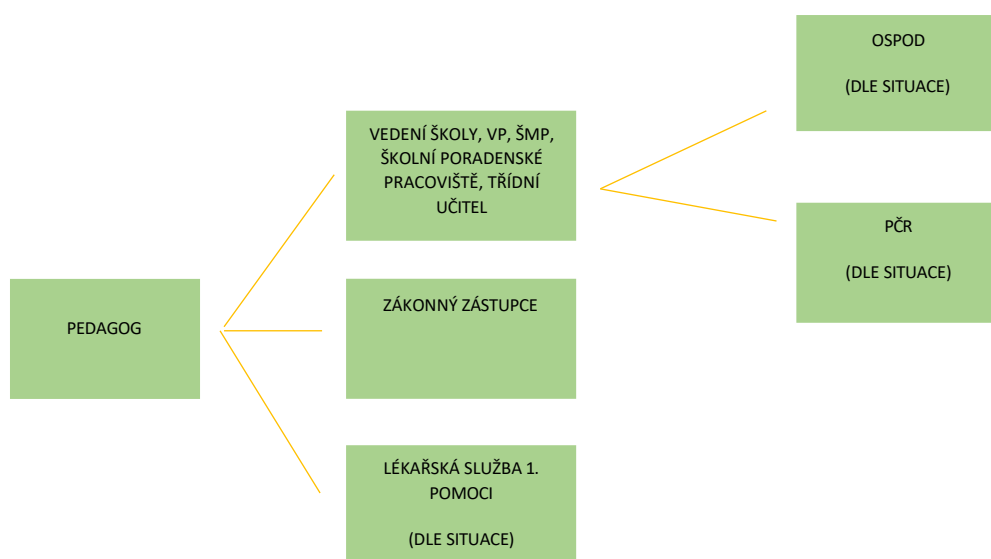 PEDAGOG
VEDENÍ ŠKOLY, VP, ŠMP,
ŠKOLNÍ PORADENSKÉ
PRACOVIŠTĚ, TŘÍDNÍ
UČITEL
ZÁKONNÝ ZÁSTUPCE
LÉKAŘSKÁ SLUŽBA 1.
POMOCI
(DLE SITUACE)
OSPOD
(DLE SITUACE)
PČR
(DLE SITUACE)